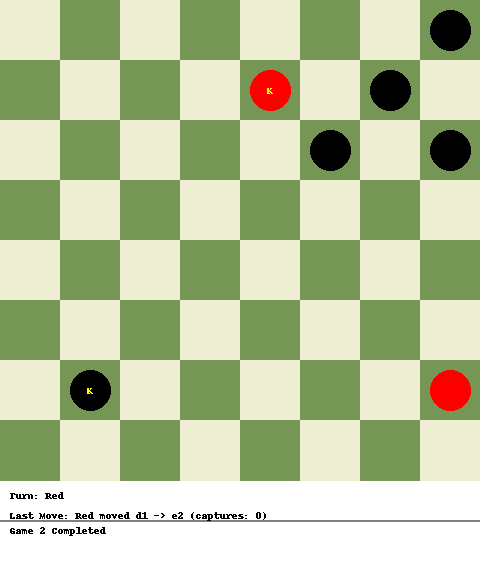 K
K
Turn: Red
Last Move: Red moved d1 -> e2 (captures: 0)
Game 2 Completed